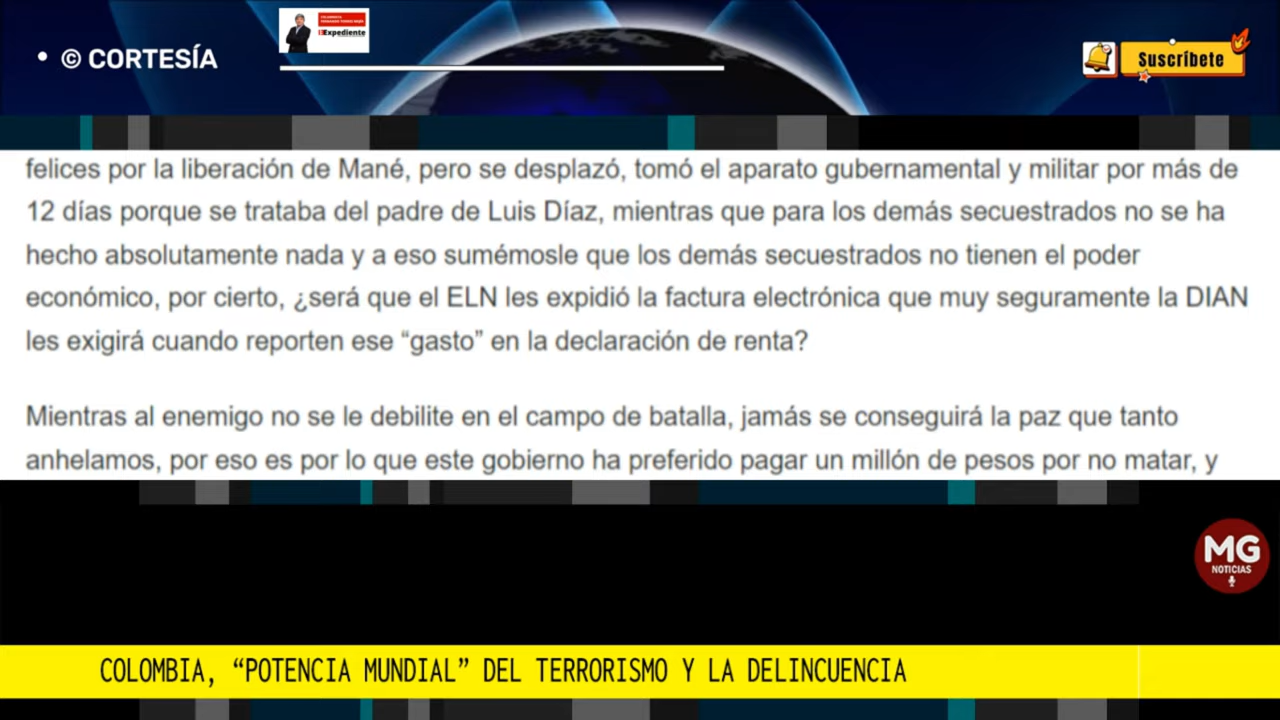 • © CORTESÍA
Expediente
Suscríbete
felices por la liberación de Mané, pero se desplazó, tomó el aparato gubernamental y militar por más de
12 días porque se trataba del padre de Luis Díaz, mientras que para los demás secuestrados no se ha
hecho absolutamente nada y a eso sumémosle que los demás secuestrados no tienen el poder
económico, por cierto, ¿será que el ELN les expidió la factura electrónica que muy seguramente la DIAN
les exigirá cuando reporten ese “gasto” en la declaración de renta?
Mientras al enemigo no se le debilite en el campo de batalla, jamás se conseguirá la paz que tanto
anhelamos, por eso es por lo que este gobierno ha preferido pagar un millón de pesos por no matar, y
MG
NOTICIAS
COLOMBIA, “POTENCIA MUNDIAL” DEL TERRORISMO Y LA DELINCUENCIA